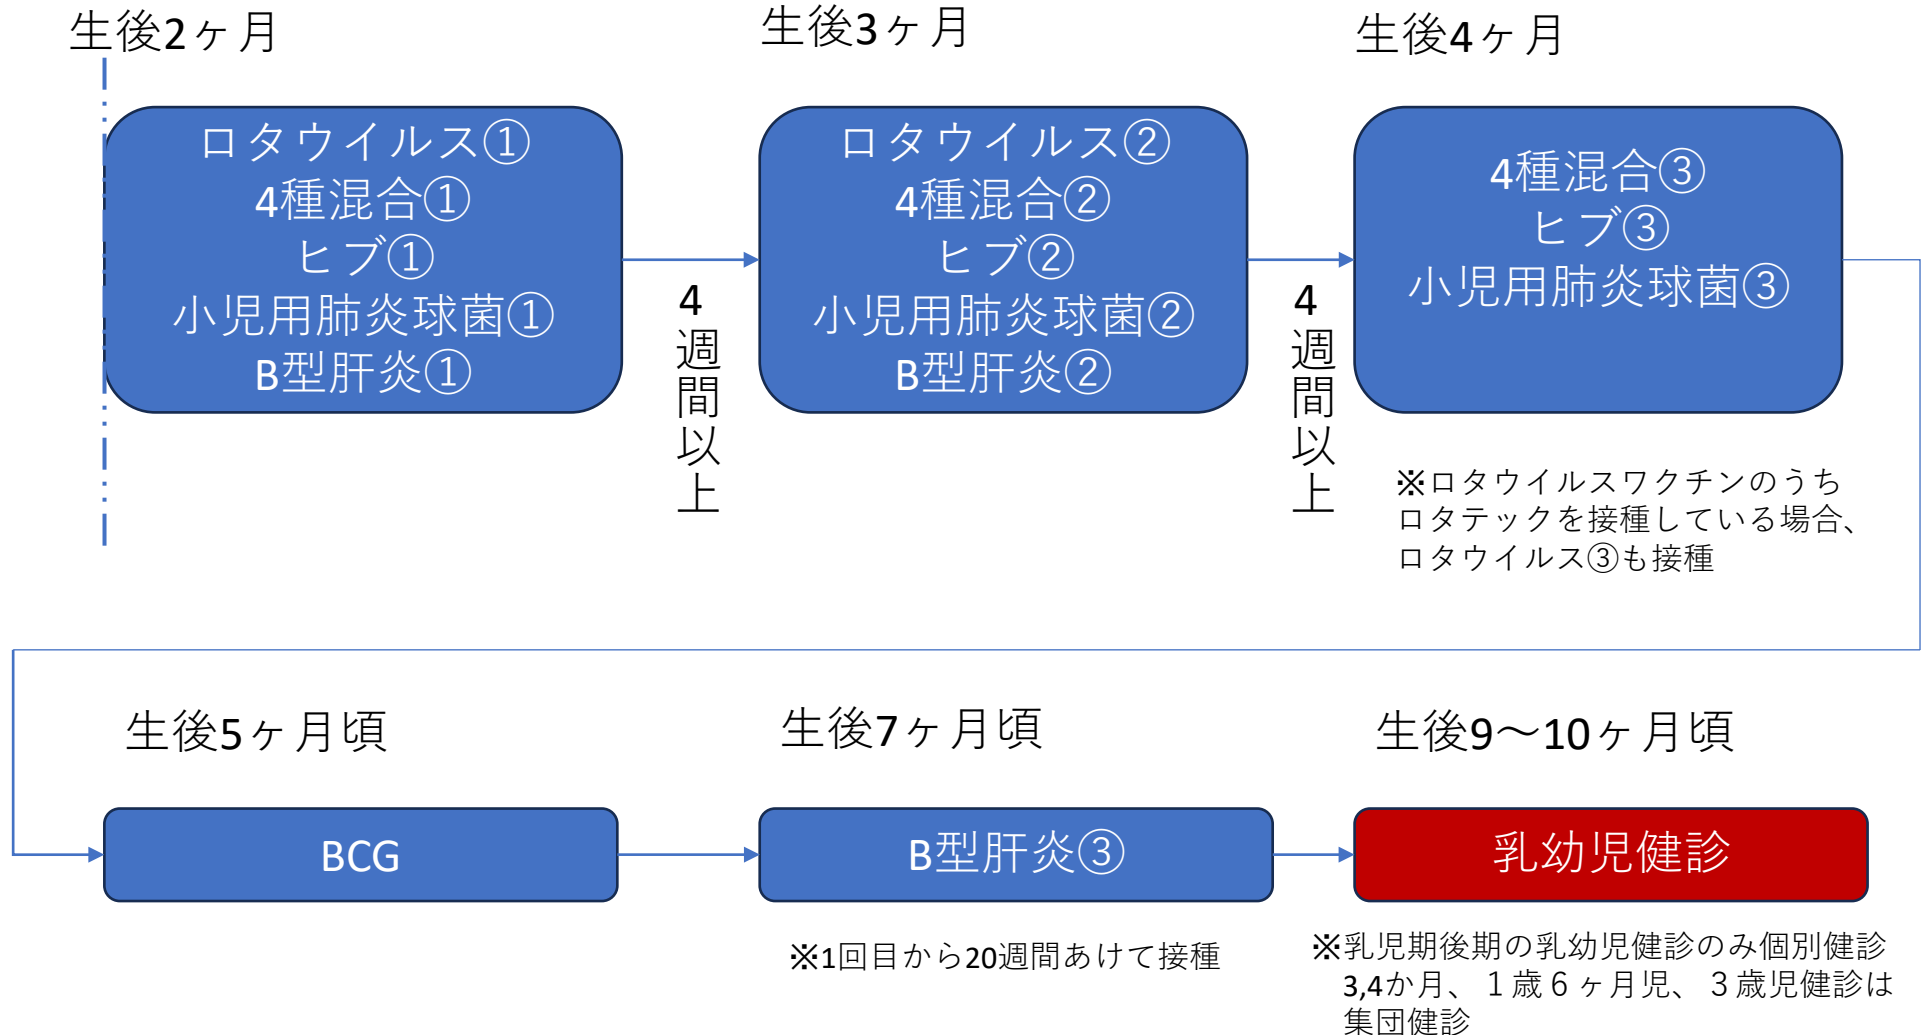 生後2ヶ月
ロタウイルス①
4種混合①
ヒブ①
小児用肺炎球菌①
B型肝炎①
4週間以上
生後3ヶ月
ロタウイルス②
4種混合②
ヒブ②
小児用肺炎球菌②
B型肝炎②
4週間以上
生後4ヶ月
4種混合③
ヒブ③
小児用肺炎球菌③
※ロタウイルスワクチンのうち
ロタテックを接種している場合、
ロタウイルス③も接種
生後5ヶ月頃
BCG
生後7ヶ月頃
B型肝炎③
※1回目から20週間あけて接種
生後9～10ヶ月頃
乳幼児健診
※乳児期後期の乳幼児健診のみ個別健診
3,4か月、１歳６ヶ月児、３歳児健診は
集団健診